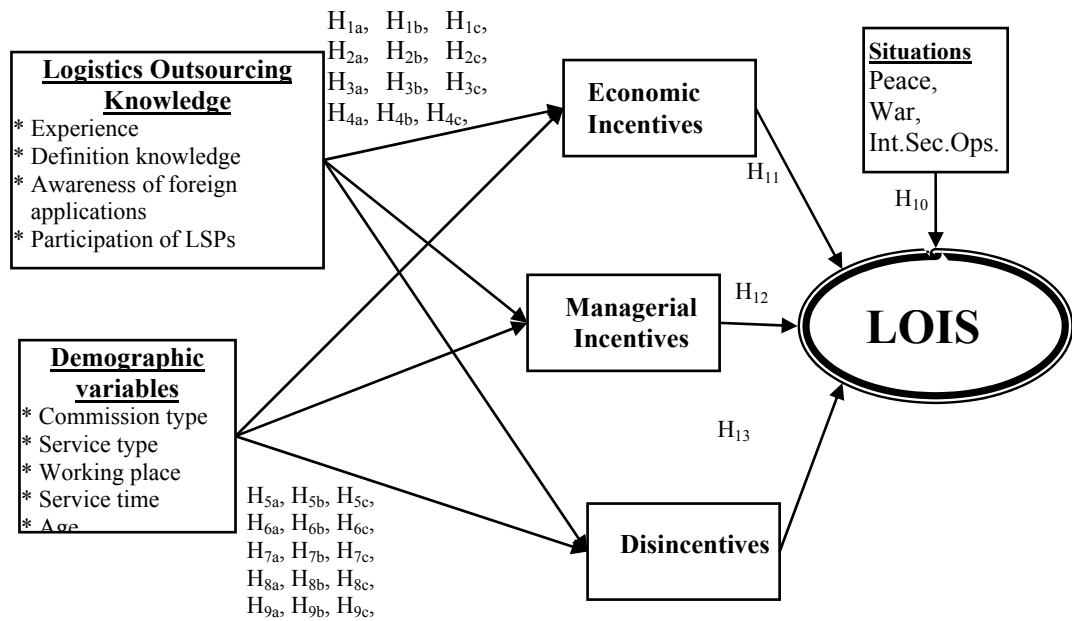 H1a, H1b, H1c,
H2a, H2b, H2c,
H3a, H3b, H3c,
H4a, H4b, H4c,
Logistics Outsourcing
Knowledge
* Experience
* Definition knowledge
* Awareness of foreign
applications
* Participation of LSPs
Economic
Incentives
Situations
Peace,
War,
Int.Sec.Ops.
H11
H10
Managerial
Incentives
H12
LOIS
Demographic
variables
* Commission type
* Service type
* Working place
* Service time
* Age
H13
H5a, H5b, H5c,
H6a, H6b, H6c,
H7a, H7b, H7c,
H8a, H8b, H8c,
H9a, H9b, H9c,
Disincentives